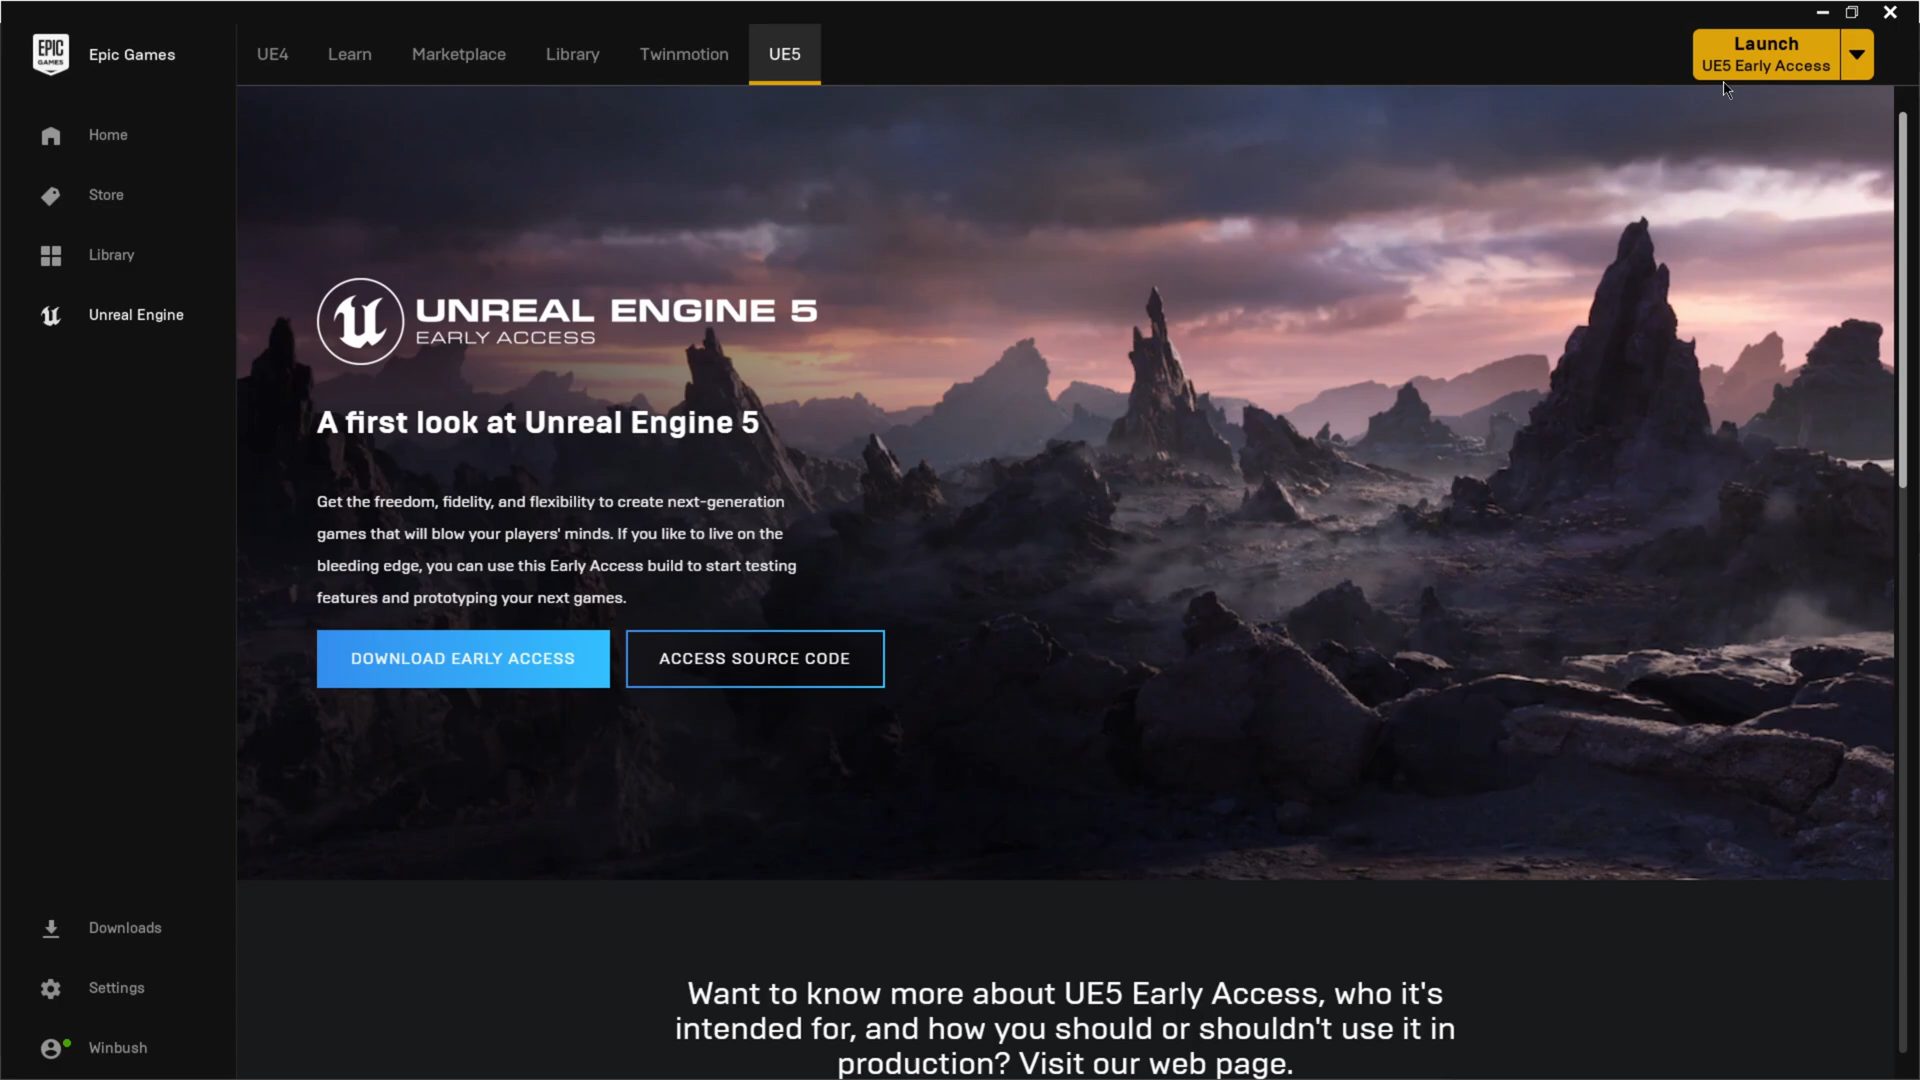 EPIC
GAMES
Epic Games
UE4
Learn
Marketplace
Library
Twinmotion
UE5
Launch
UE5 Early Access
Home
Store
Library
Unreal Engine
UNREAL ENGINE 5
EARLY ACCESS
A first look at Unreal Engine 5
Get the freedom, fidelity, and flexibility to create next-generation
games that will blow your players' minds. If you like to live on the
bleeding edge, you can use this Early Access build to start testing
features and prototyping your next games.
DOWNLOAD EARLY ACCESS
ACCESS SOURCE CODE
Downloads
Settings
Winbush
Want to know more about UE5 Early Access, who it's
intended for, and how you should or shouldn't use it in
production? Visit our web page.